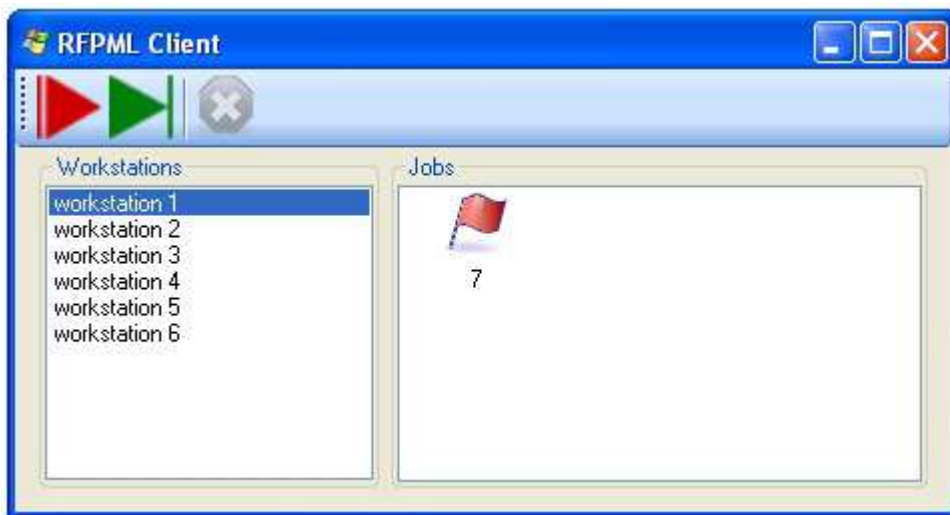 RFPML Client
Workstations
workstation 1
workstation 2
workstation 3
workstation 4
workstation 5
workstation 6
Jobs
7